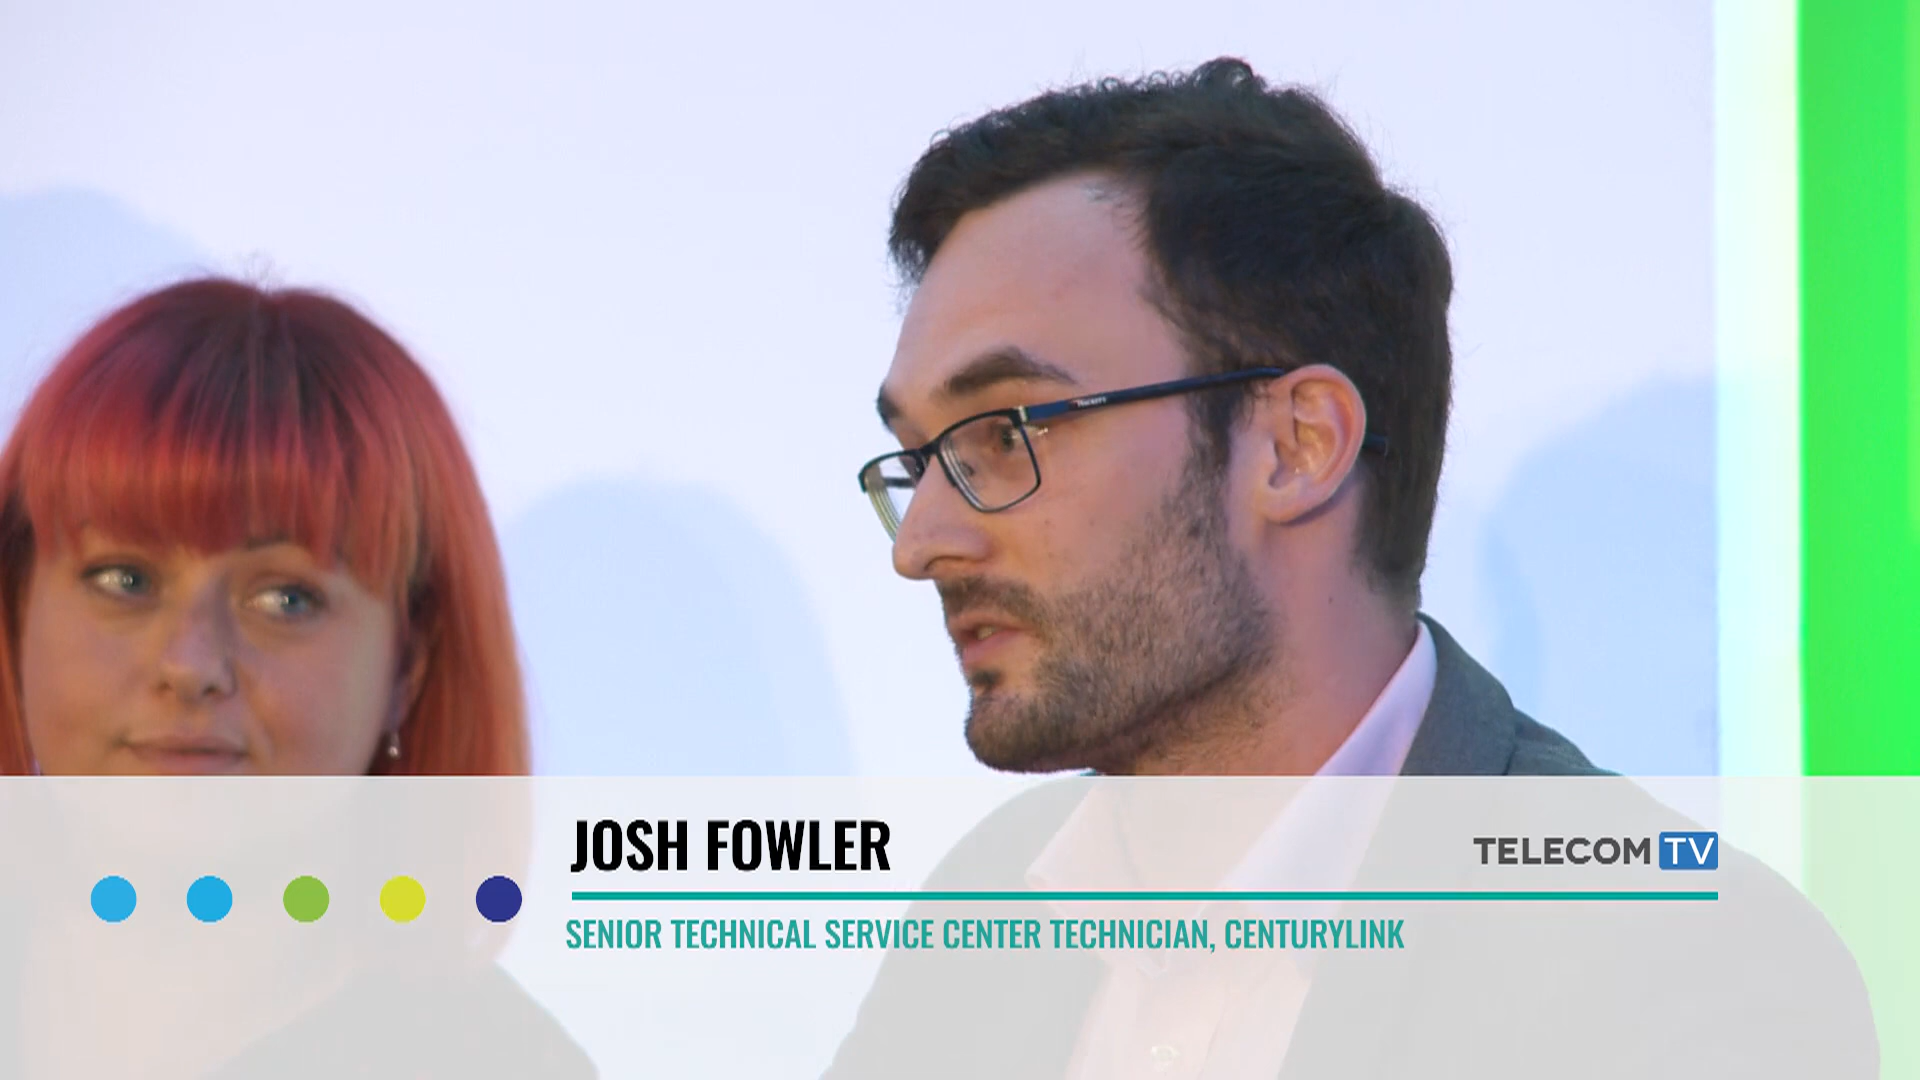 JOSH FOWLER
TELECOM TV
SENIOR TECHNICAL SERVICE CENTER TECHNICIAN, CENTURYLINK